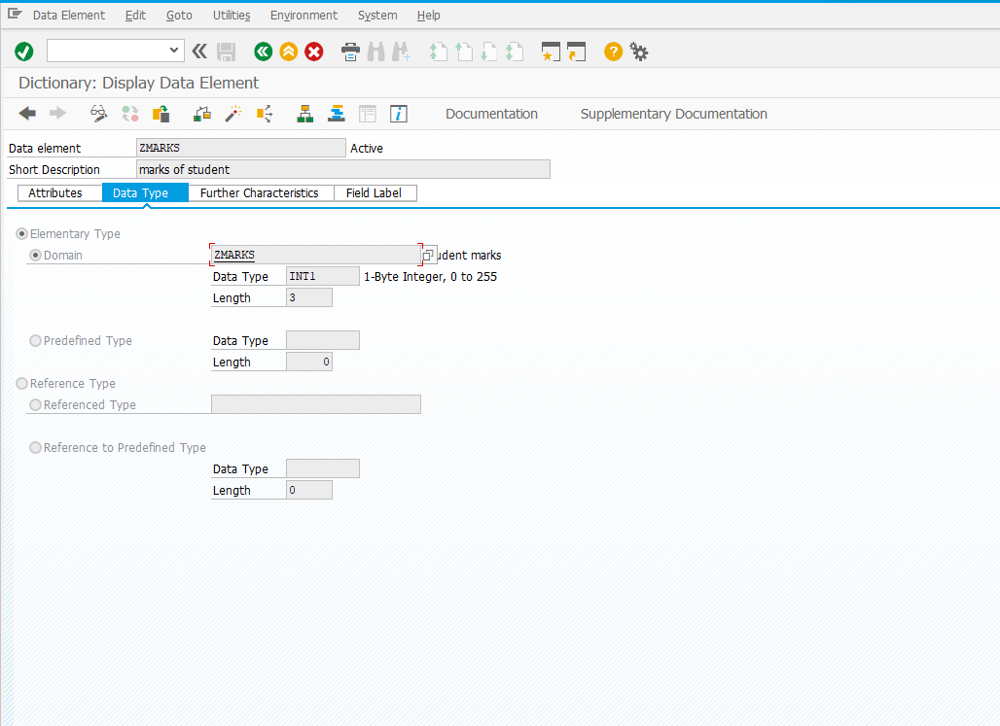 Data Element Edit Goto Utilities Environment System Help
Dictionary: Display Data Element
Documentation Supplementary Documentation
Data element ZMARKS Active
Short Description marks of student
Attributes Data Type Further Characteristics Field Label
Elementary Type
Domain ZMARKS udent marks
Data Type INT1 1-Byte Integer, 0 to 255
Length 3
Predefined Type Data Type
Length 0
Reference Type
Referenced Type
Reference to Predefined Type
Data Type
Length 0